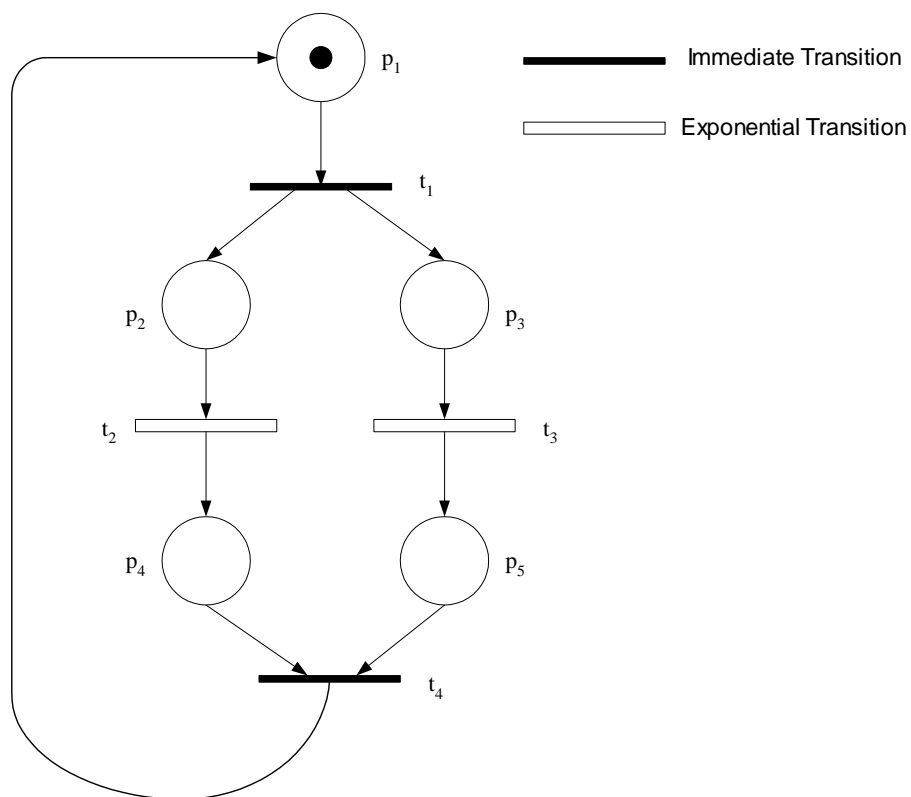 p1
Immediate Transition
Exponential Transition
t1
p2
p3
t2
t3
p4
p5
t4